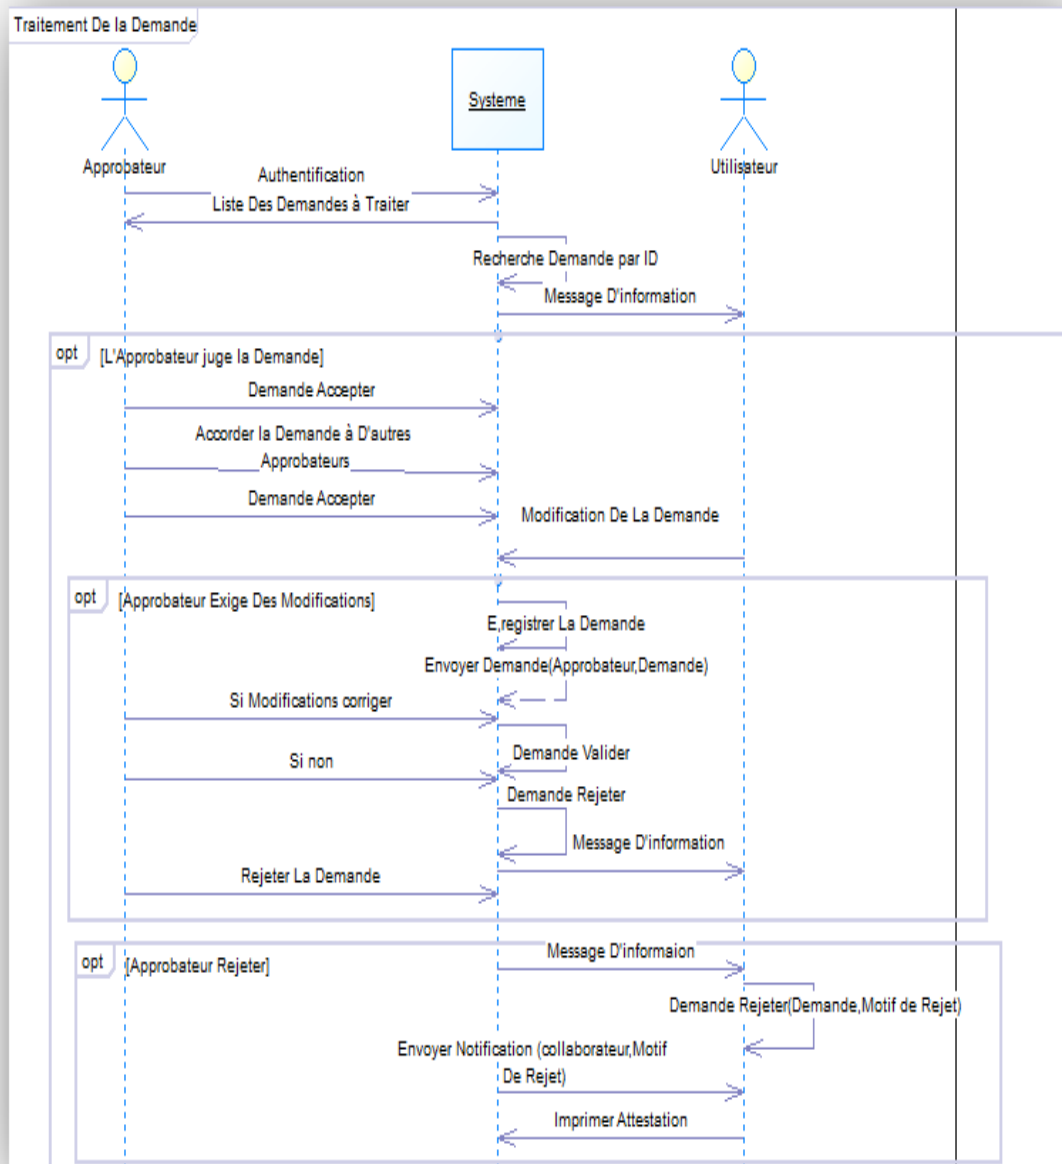 Traitement De la Demande
Systeme
Approbateur
Utilisateur
Authentification
Liste Des Demandes à Traiter
Recherche Demande par ID
Message D'information
opt
[L'Approbateur juge la Demande]
Demande Accepter
Accorder la Demande à D'autres
Approbateurs
Demande Accepter
Modification De La Demande
opt
[Approbateur Exige Des Modifications]
E,registrer La Demande
Envoyer Demande(Approbateur,Demande)
Si Modifications corriger
Demande Valider
Si non
Demande Rejeter
Message D'information
Rejeter La Demande
opt
[Approbateur Rejeter]
Message D'informaion
Demande Rejeter(Demande,Motif de Rejet)
Envoyer Notification (collaborateur,Motif
De Rejet)
Imprimer Attestation